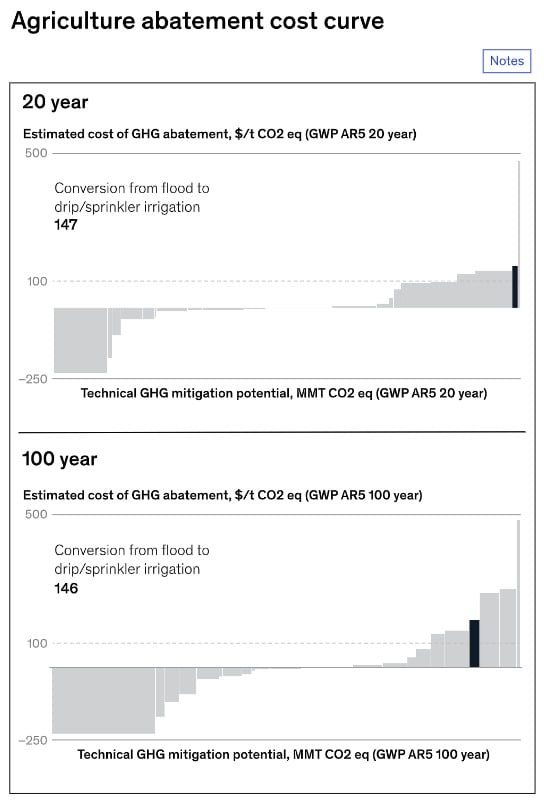 Agriculture abatement cost curve
Notes
20 year
Estimated cost of GHG abatement, $/t CO2 eq (GWP AR5 20 year)
500
Conversion from flood to
drip/sprinkler irrigation
147
100
−250
Technical GHG mitigation potential, MMT CO2 eq (GWP AR5 20 year)
100 year
Estimated cost of GHG abatement, $/t CO2 eq (GWP AR5 100 year)
500
Conversion from flood to
drip/sprinkler irrigation
146
100
−250
Technical GHG mitigation potential, MMT CO2 eq (GWP AR5 100 year)